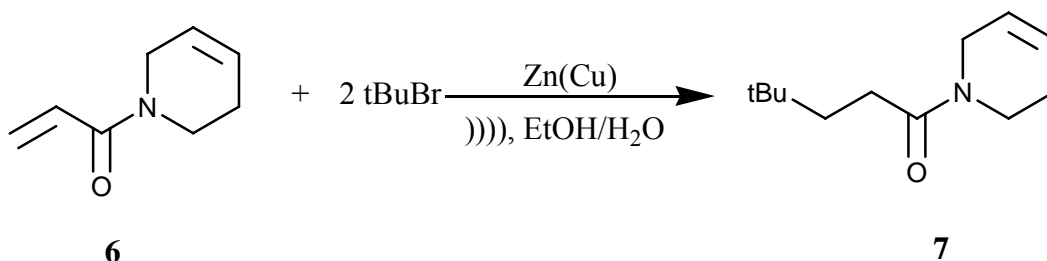 N
O
6
+
2 tBuBr
Zn(Cu)
)))), EtOH/H₂O
tBu
N
O
7